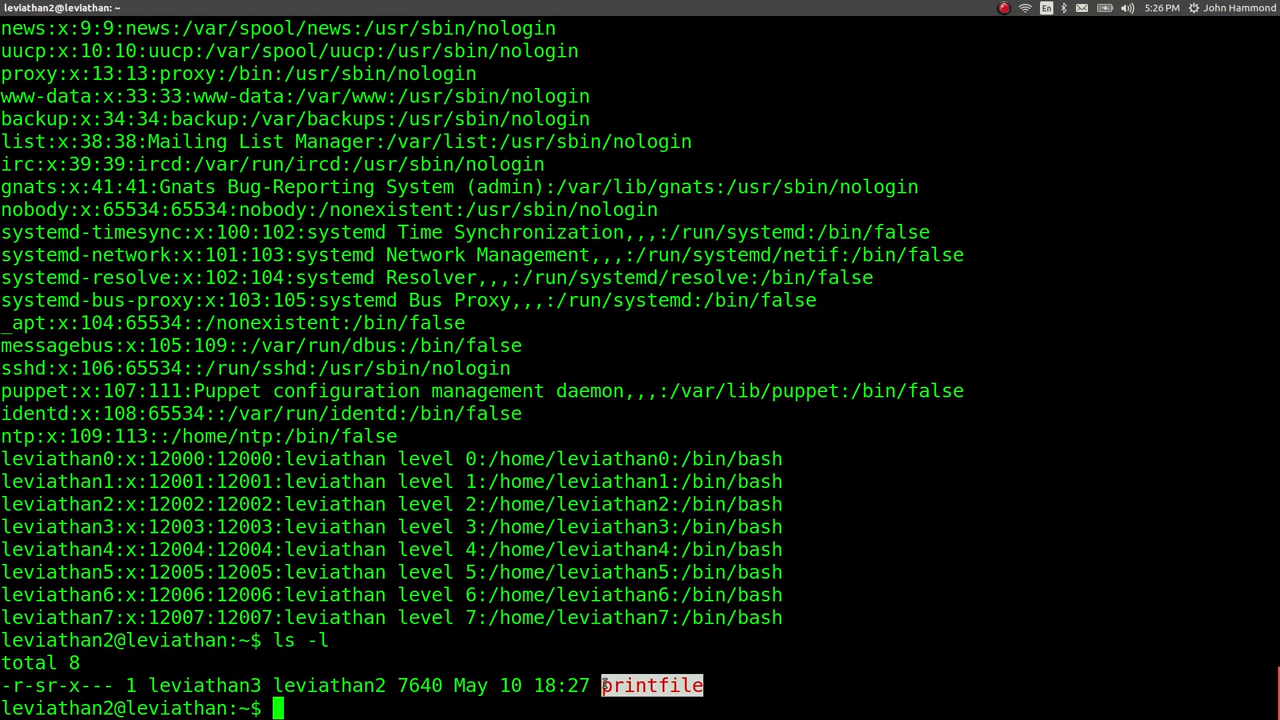 leviathan2@leviathan: ~
En
5:26 PM
John Hammond
news:x:9:9:news:/var/spool/news:/usr/sbin/nologin
uucp:x:10:10:uucp:/var/spool/uucp:/usr/sbin/nologin
proxy:x:13:13:proxy:/bin:/usr/sbin/nologin
www-data:x:33:33:www-data:/var/www:/usr/sbin/nologin
backup:x:34:34:backup:/var/backups:/usr/sbin/nologin
list:x:38:38:Mailing List Manager:/var/list:/usr/sbin/nologin
irc:x:39:39:ircd:/var/run/ircd:/usr/sbin/nologin
gnats:x:41:41:Gnats Bug-Reporting System (admin):/var/lib/gnats:/usr/sbin/nologin
nobody:x:65534:65534:nobody:/nonexistent:/usr/sbin/nologin
systemd-timesync:x:100:102:systemd Time Synchronization,,,:/run/systemd:/bin/false
systemd-network:x:101:103:systemd Network Management,,,:/run/systemd/netif:/bin/false
systemd-resolve:x:102:104:systemd Resolver,,,:/run/systemd/resolve:/bin/false
systemd-bus-proxy:x:103:105:systemd Bus Proxy,,,:/run/systemd:/bin/false
_apt:x:104:65534::/nonexistent:/bin/false
messagebus:x:105:109::/var/run/dbus:/bin/false
sshd:x:106:65534::/run/sshd:/usr/sbin/nologin
puppet:x:107:111:Puppet configuration management daemon,,,:/var/lib/puppet:/bin/false
identd:x:108:65534::/var/run/identd:/bin/false
ntp:x:109:113::/home/ntp:/bin/false
leviathan0:x:12000:12000:leviathan level 0:/home/leviathan0:/bin/bash
leviathan1:x:12001:12001:leviathan level 1:/home/leviathan1:/bin/bash
leviathan2:x:12002:12002:leviathan level 2:/home/leviathan2:/bin/bash
leviathan3:x:12003:12003:leviathan level 3:/home/leviathan3:/bin/bash
leviathan4:x:12004:12004:leviathan level 4:/home/leviathan4:/bin/bash
leviathan5:x:12005:12005:leviathan level 5:/home/leviathan5:/bin/bash
leviathan6:x:12006:12006:leviathan level 6:/home/leviathan6:/bin/bash
leviathan7:x:12007:12007:leviathan level 7:/home/leviathan7:/bin/bash
leviathan2@leviathan:~$ ls -l
total 8
-r-sr-x--- 1 leviathan3 leviathan2 7640 May 10 18:27 printfile
leviathan2@leviathan:~$